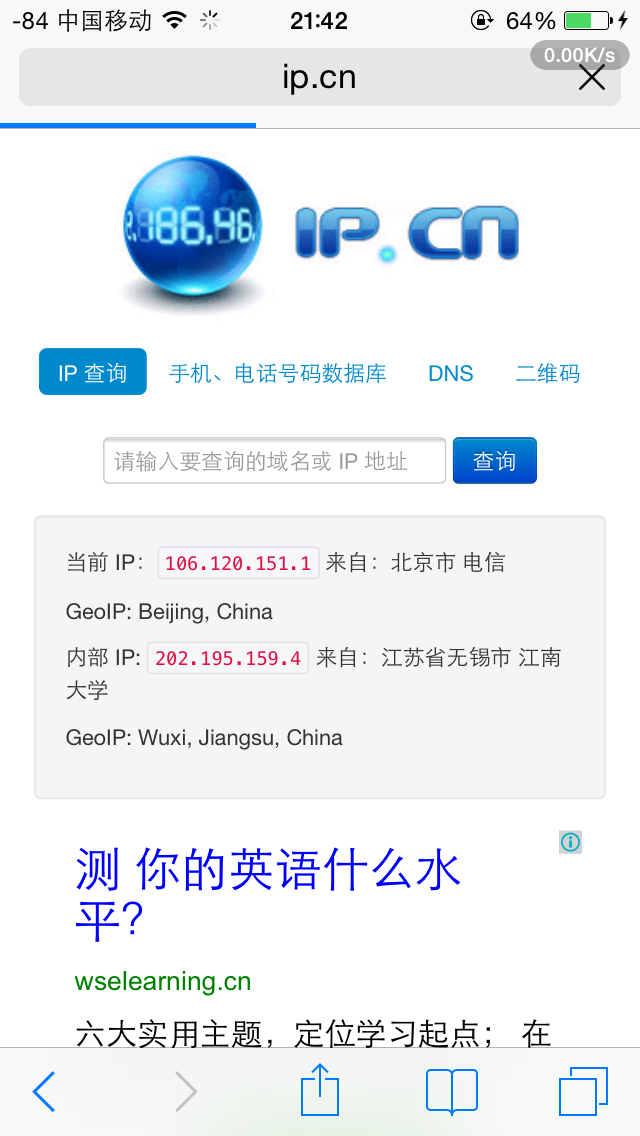 -84 中国移动 21:42 64%
0.00K/s
ip.cn
2.186.46.
IP.CN
IP 查询 手机、电话号码数据库 DNS 二维码
请输入要查询的域名或 IP 地址 查询
当前 IP: 106.120.151.1 来自: 北京市 电信
GeoIP: Beijing, China
内部 IP: 202.195.159.4 来自: 江苏省无锡市 江南
大学
GeoIP: Wuxi, Jiangsu, China
测 你的英语什么水
平?
wselearning.cn
六大实用主题，定位学习起点； 在